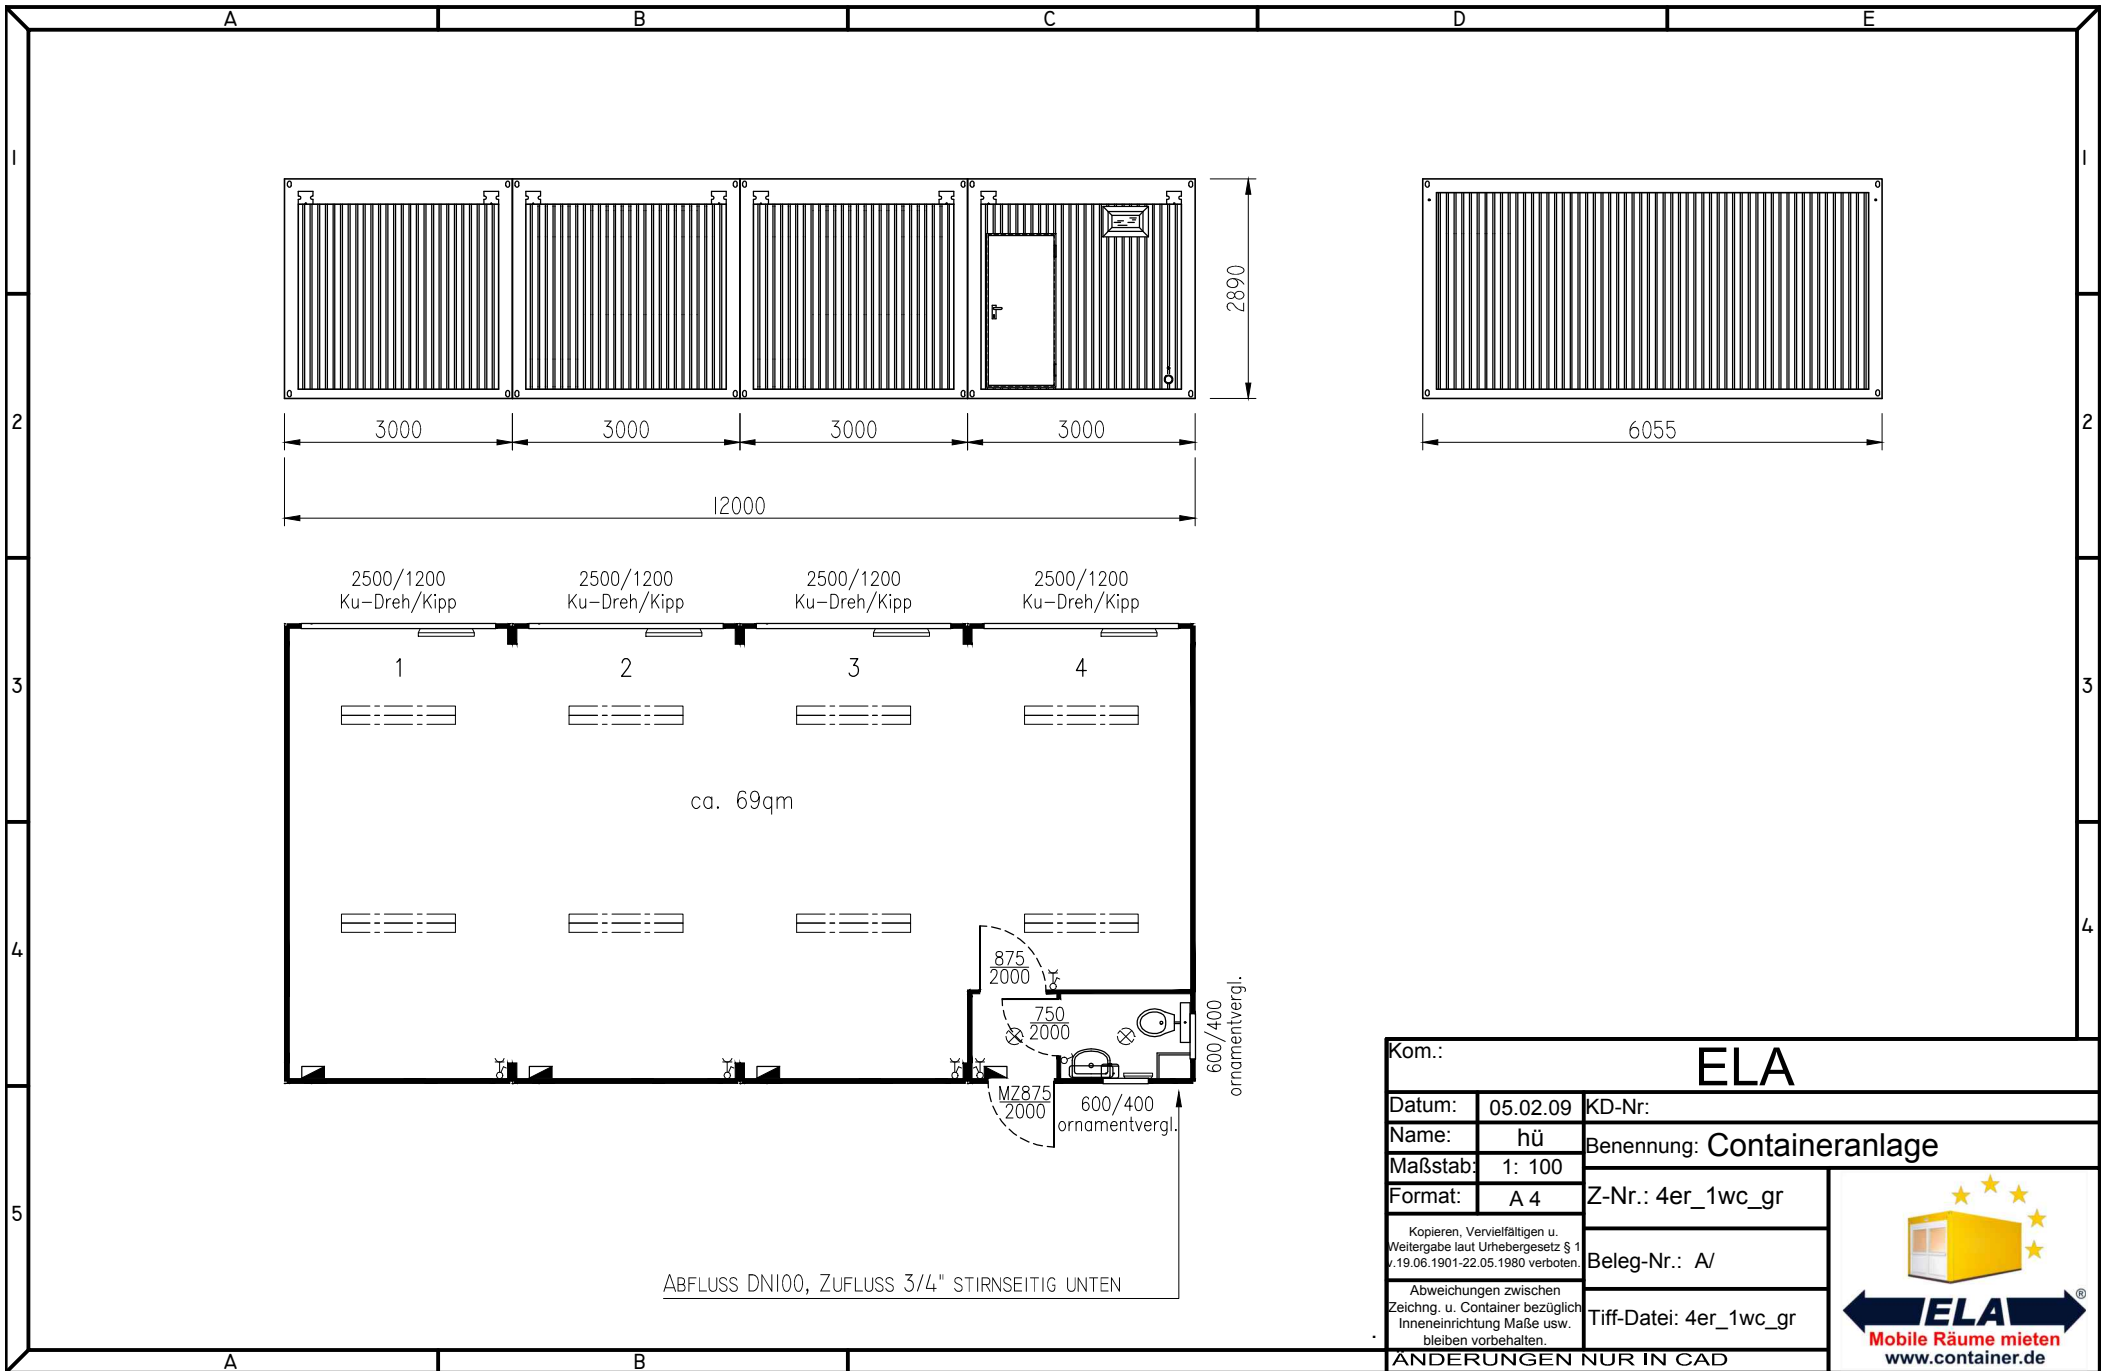 A B C D E
1 1
2890
3000 3000 3000 3000
6055
2 2
12000
2500/1200 2500/1200 2500/1200 2500/1200
Ku-Dreh/Kipp Ku-Dreh/Kipp Ku-Dreh/Kipp Ku-Dreh/Kipp
1 2 3 4
3 3
ca. 69qm
4 4
875
2000
750
2000
600/400
ornamentvergl.
MZ875
2000
600/400
ornamentvergl.
5
ABFLUSS DN100, ZUFLUSS 3/4" STIRNSEITIG UNTEN
Kom.: ELA
Datum: 05.02.09 KD-Nr:
Name: hü
Benennung: Containeranlage
Maßstab: 1: 100
Format: A 4
Z-Nr.: 4er_1wc_gr
Kopieren, Vervielfältigen u.
Weitergabe laut Urhebergesetz § 1
v.19.06.1901-22.05.1980 verboten.
Beleg-Nr.: A/
Abweichungen zwischen
Zeichng. u. Container bezüglich
Inneneinrichtung Maße usw.
bleiben vorbehalten.
Tiff-Datei: 4er_1wc_gr
ÄNDERUNGEN NUR IN CAD
ELA®
Mobile Räume mieten
www.container.de
A B